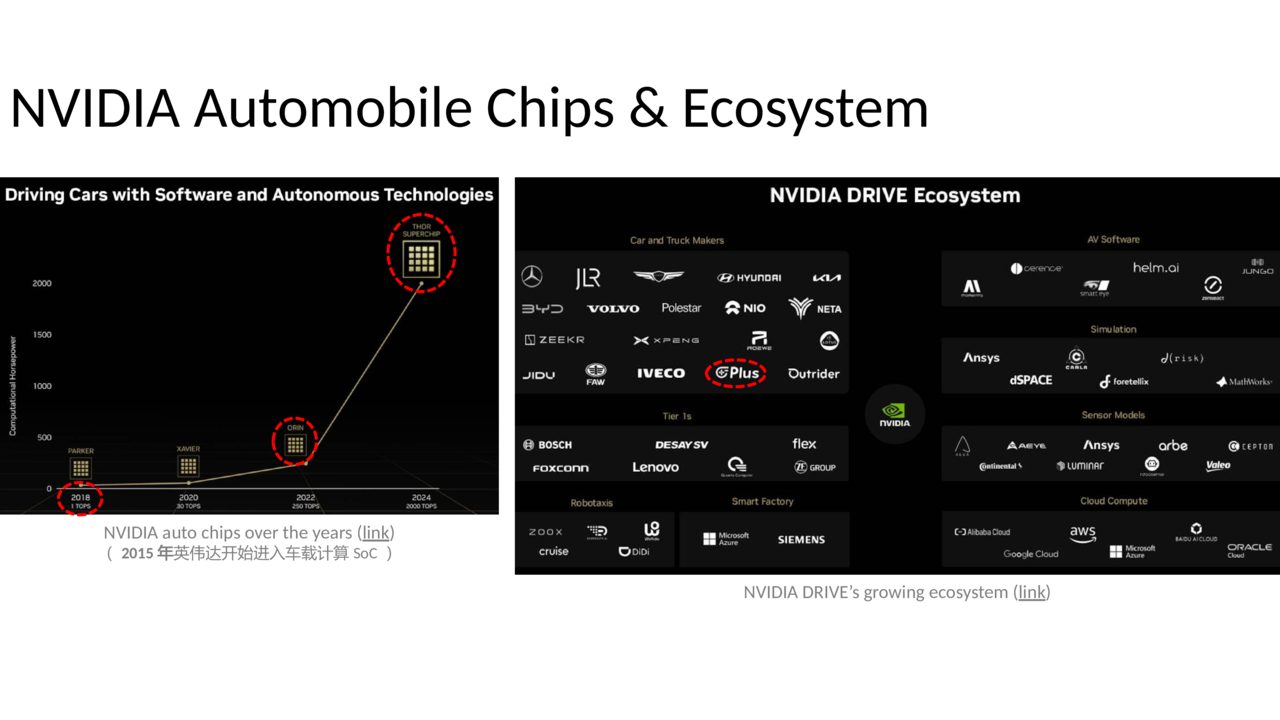 NVIDIA Automobile Chips & Ecosystem
Driving Cars with Software and Autonomous Technologies
THOR
SUPERCHIP
2000
1500
1000
500
0
Computational Horsepower
PARKER
XAVIER
ORIN
2018
1 TOPS
2020
30 TOPS
2022
250 TOPS
2024
2000 TOPS
NVIDIA auto chips over the years (link)
( 2015 年英伟达开始进入车载计算 SoC )
NVIDIA DRIVE Ecosystem
Car and Truck Makers
JLR
HYUNDAI
KIA
BYD
VOLVO
Polestar
NIO
NETA
ZEEKR
XPENG
ROEWE
JIDU
FAW
IVECO
Plus
Outrider
Tier 1s
BOSCH
DESAY SV
flex
FOXCONN
Lenovo
ZF GROUP
Robotaxis
ZOOX
cruise
DiDi
Smart Factory
Microsoft
Azure
SIEMENS
NVIDIA
AV Software
cerence
helm.ai
JUNGO
momenta
smart eye
Simulation
Ansys
CARLA
d(risk)
dSPACE
foretellix
MathWorks
Sensor Models
AEYE
Ansys
arbe
CEPTON
Continental
LUMINAR
Valeo
Cloud Compute
Alibaba Cloud
aws
BAIDU AI CLOUD
Google Cloud
Microsoft
Azure
ORACLE
Cloud
NVIDIA DRIVE’s growing ecosystem (link)